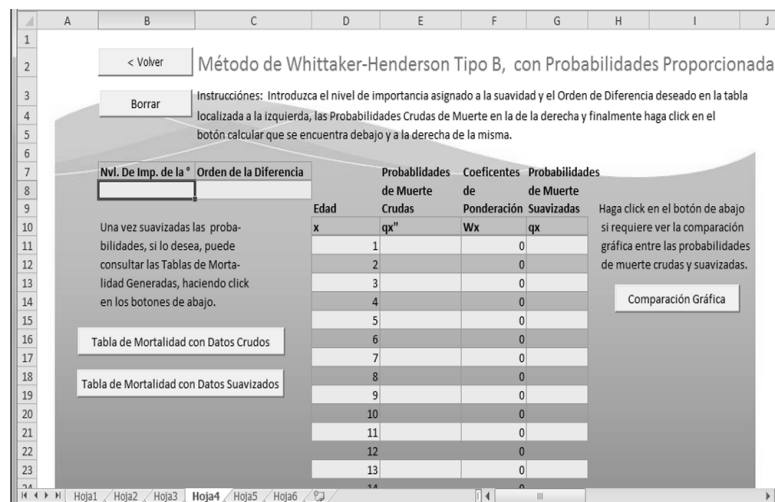 A B C D E F G H I J
1
2 < Volver Método de Whittaker-Henderson Tipo B, con Probabilidades Proporcionada
3 Borrar Instrucciónes: Introduzca el nivel de importancia asignado a la suavidad y el Orden de Diferencia deseado en la tabla
4 localizada a la izquierda, las Probabilidades Crudas de Muerte en la de la derecha y finalmente haga click en el
5 botón calcular que se encuentra debajo y a la derecha de la misma.
6
7 Nvl. De Imp. de la ° Orden de la Diferencia Probablidades Coeficentes Probabilidades
8 de Muerte de de Muerte
9 Edad Crudas Ponderación Suavizadas Haga click en el botón de abajo
10 Una vez suavizadas las proba- x qx" Wx qx si requiere ver la comparación
11 bilidades, si lo desea, puede 1 0 gráfica entre las probabilidades
12 consultar las Tablas de Morta- 2 0 de muerte crudas y suavizadas.
13 lidad Generadas, haciendo click 3 0
14 en los botones de abajo. 4 0 Comparación Gráfica
15 5 0
16 Tabla de Mortalidad con Datos Crudos 6 0
17 7 0
18 Tabla de Mortalidad con Datos Suavizados 8 0
19 9 0
20 10 0
21 11 0
22 12 0
23 13 0
24 14 0
Hoja1 Hoja2 Hoja3 Hoja4 Hoja5 Hoja6